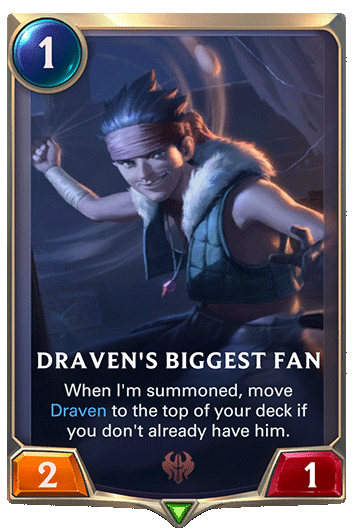 1
DRAVEN'S BIGGEST FAN
When I'm summoned, move
Draven to the top of your deck if
you don't already have him.
2
1